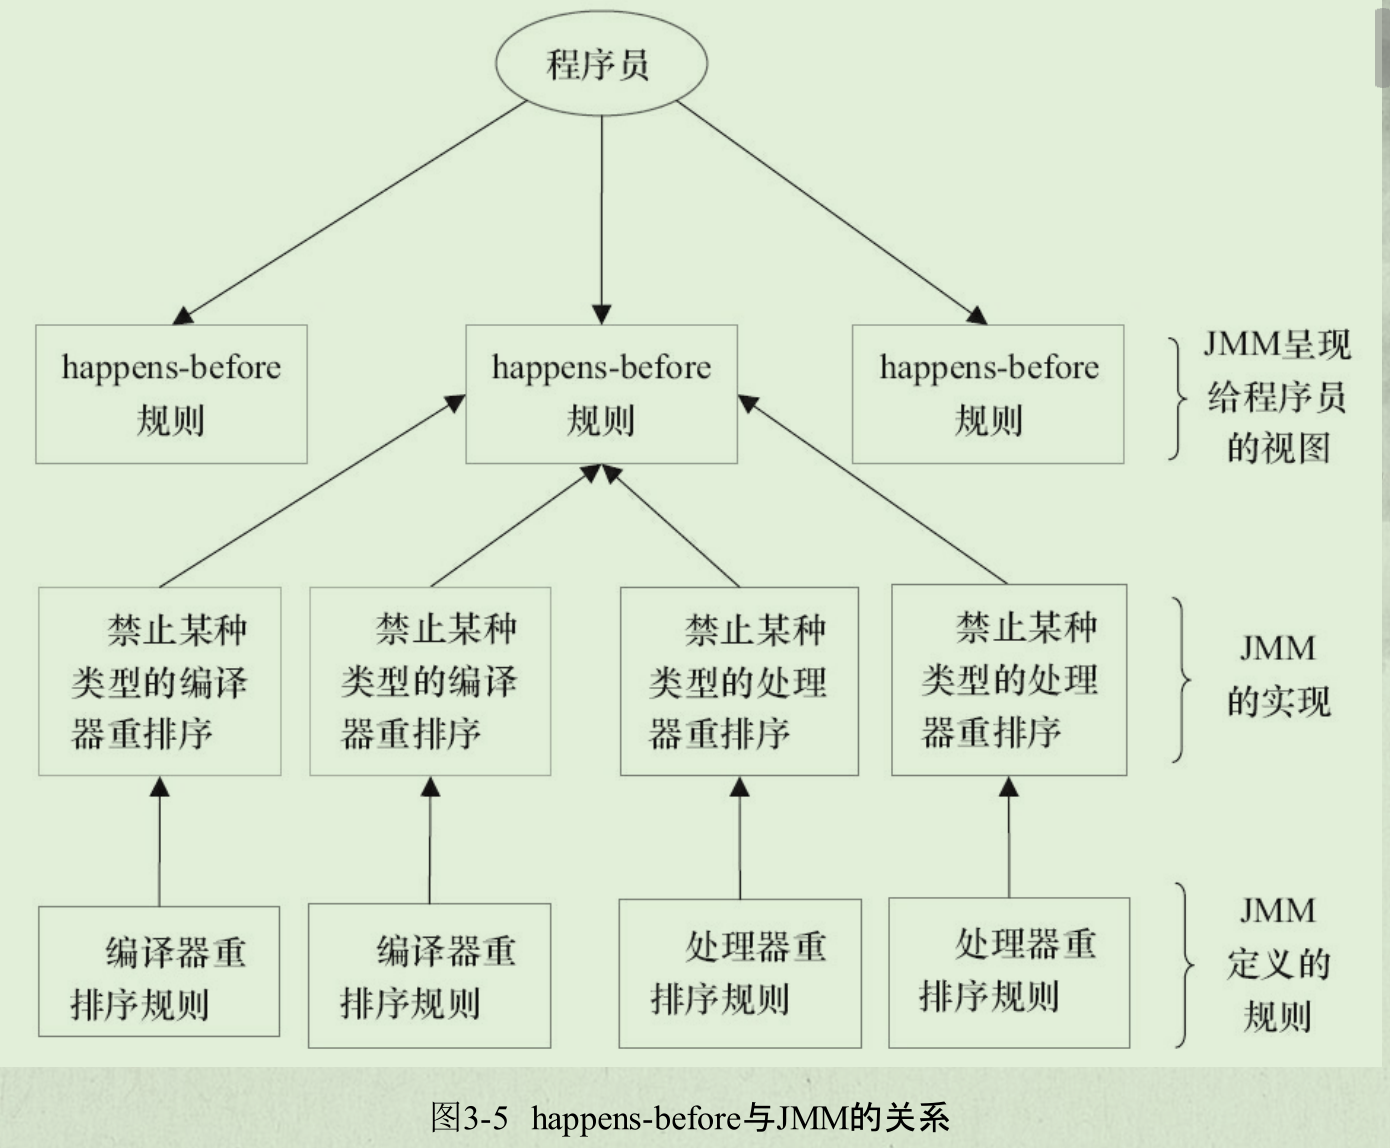 程序员
happens-before
规则
happens-before
规则
happens-before
规则
JMM呈现
给程序员
的视图
禁止某种
类型的编译
器重排序
禁止某种
类型的编译
器重排序
禁止某种
类型的处理
器重排序
禁止某种
类型的处理
器重排序
JMM
的实现
编译器重
排序规则
编译器重
排序规则
处理器重
排序规则
处理器重
排序规则
JMM
定义的
规则
图3-5 happens-before与JMM的关系